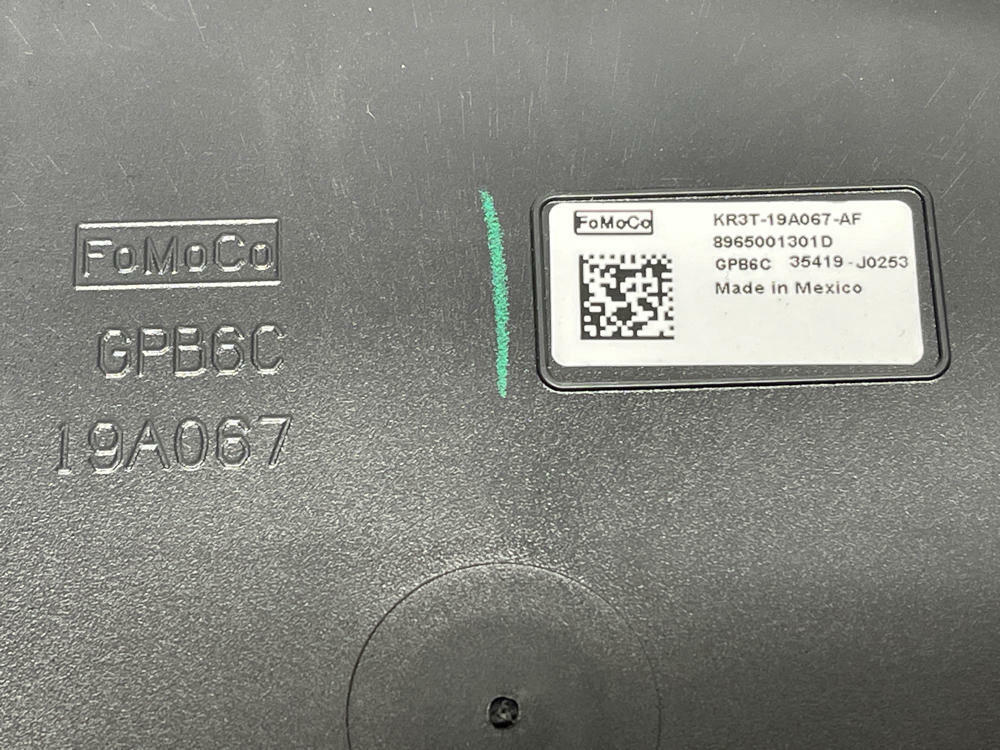 FoMoCo
GPB6C
19A067
FoMoCo
KR3T-19A067-AF
8965001301D
GPB6C 35419-J0253
Made in Mexico